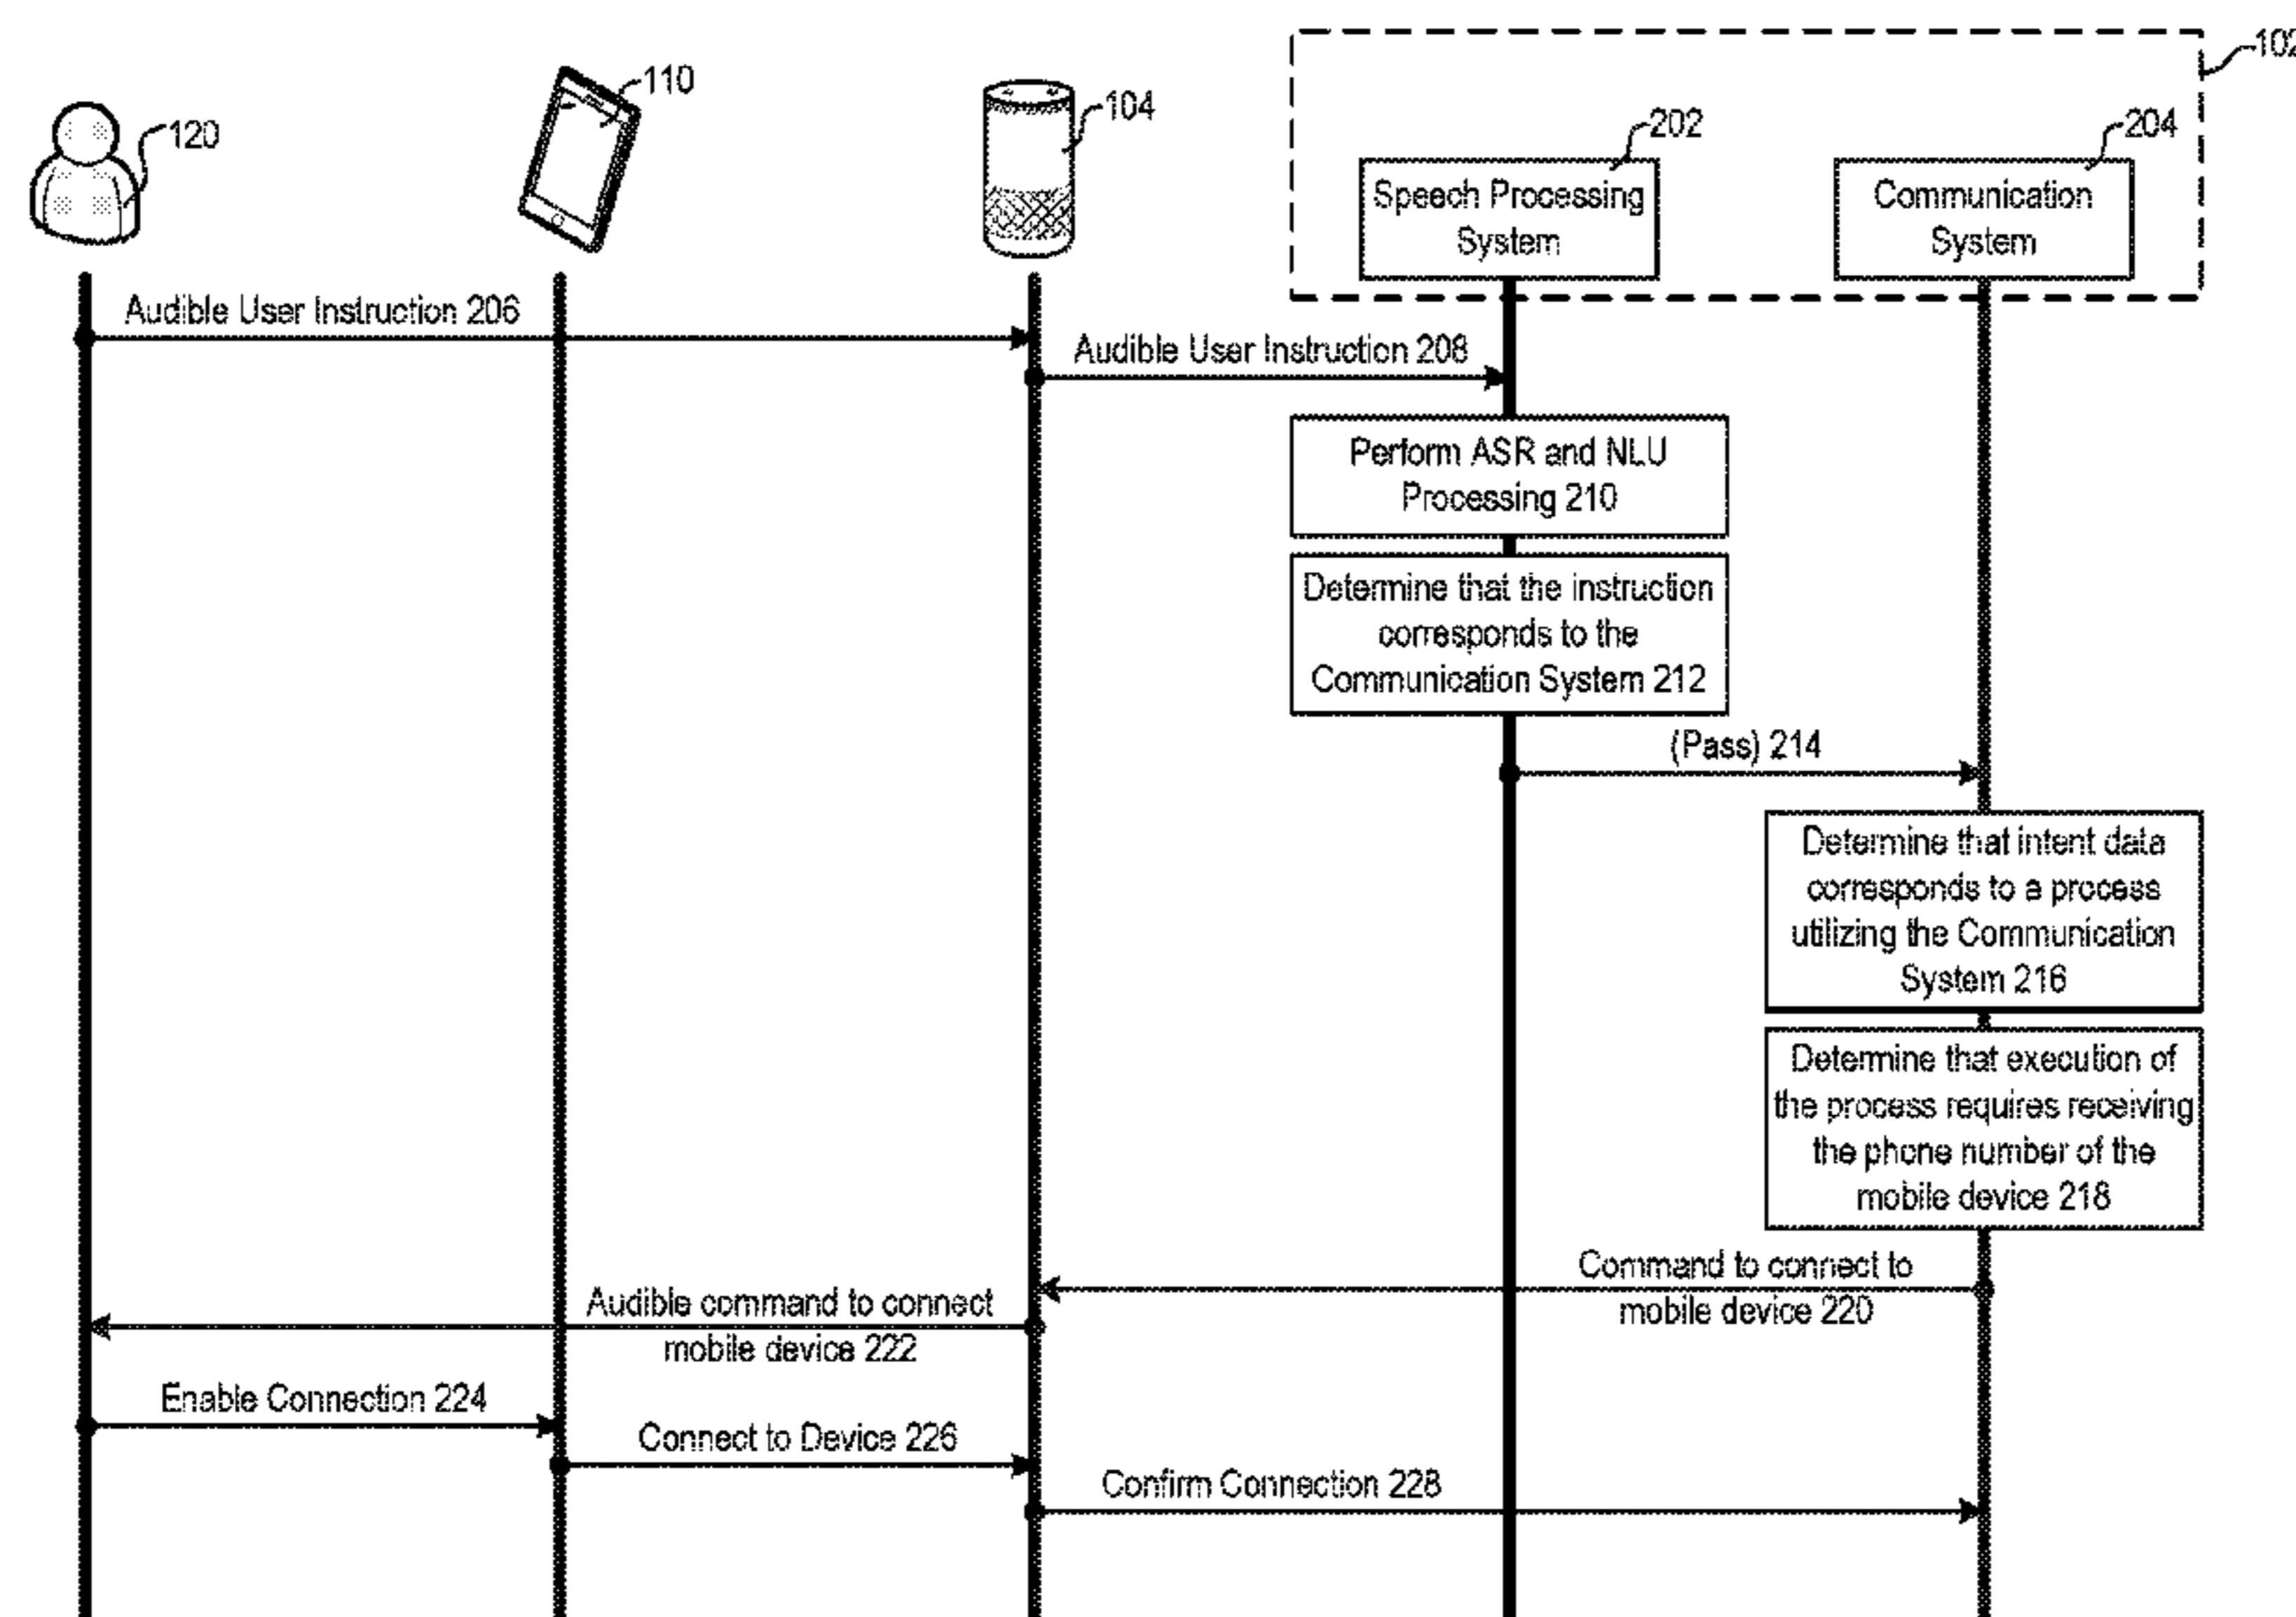 102
110
120
104
202
204
Speech Processing
System
Communication
System
Audible User Instruction 206
Audible User Instruction 208
Perform ASR and NLU
Processing 210
Determine that the instruction
corresponds to the
Communication System 212
(Pass) 214
Determine that intent data
corresponds to a process
utilizing the Communication
System 216
Determine that execution of
the process requires receiving
the phone number of the
mobile device 218
Command to connect to
mobile device 220
Audible command to connect
mobile device 222
Enable Connection 224
Connect to Device 226
Confirm Connection 228